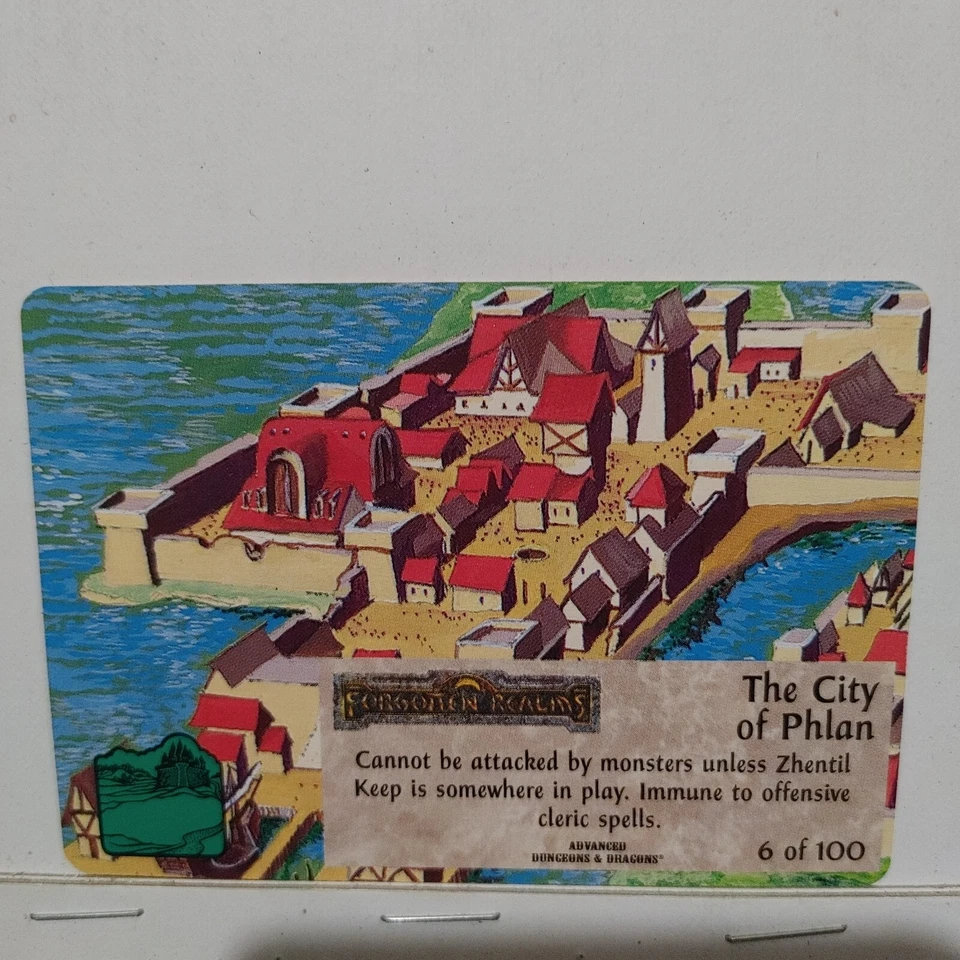 FORGOTTEN REALMS
The City
of Phlan
Cannot be attacked by monsters unless Zhentil
Keep is somewhere in play. Immune to offensive
cleric spells.
ADVANCED
DUNGEONS & DRAGONS®
6 of 100